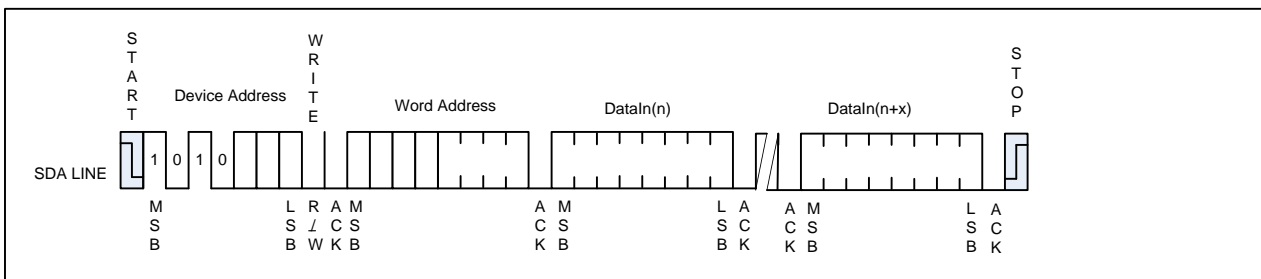 START
WRITE
STOP
Device Address
Word Address
DataIn(n)
DataIn(n+x)
SDA LINE
1 0 1 0
MSB
LSB
R/W
ACK
MSB
ACK
MSB
LSB
ACK
ACK
MSB
LSB
ACK